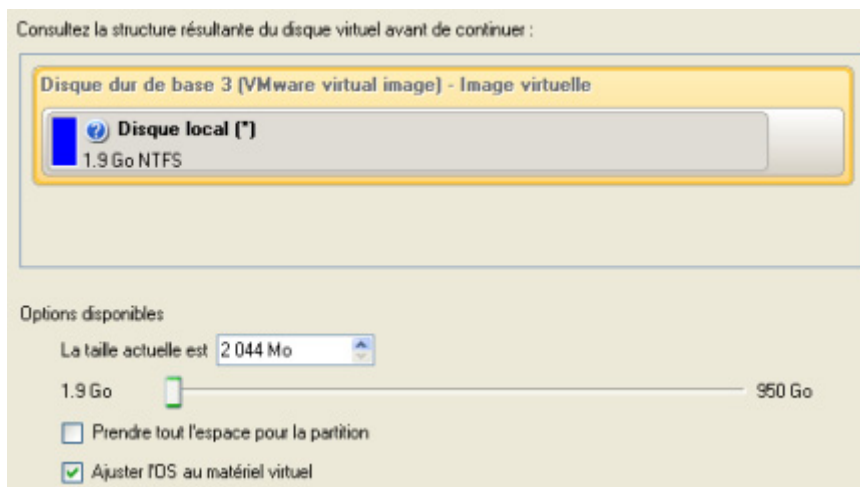 Consultez la structure résultante du disque virtuel avant de continuer :
Disque dur de base 3 (VMware virtual image) - Image virtuelle
Disque local (*)
1.9 Go NTFS
Options disponibles
La taille actuelle est 2 044 Mo
1.9 Go 950 Go
Prendre tout l'espace pour la partition
Ajuster l'OS au matériel virtuel